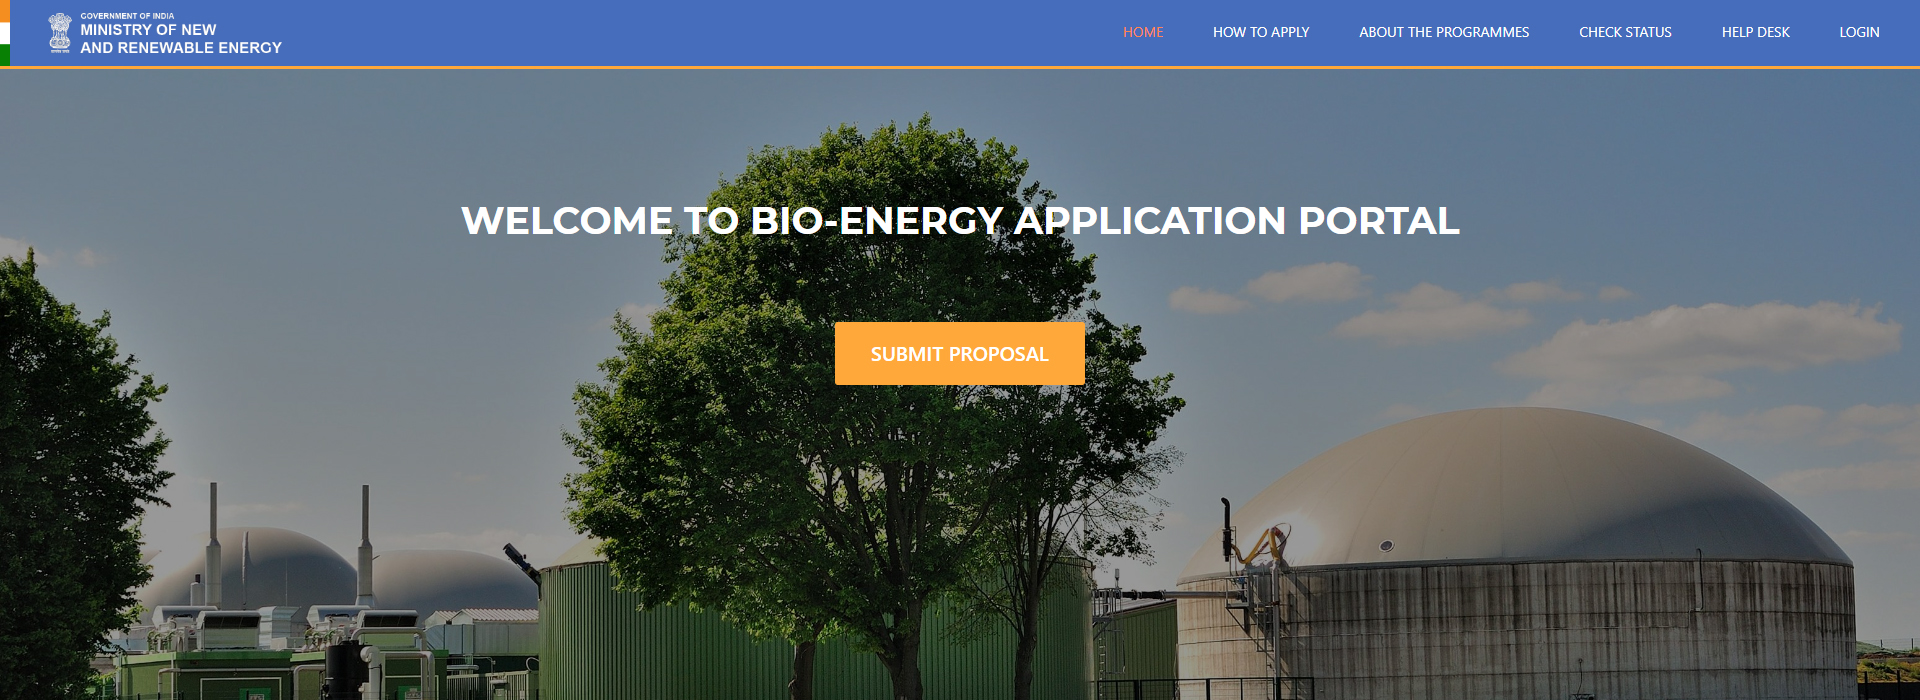 GOVERNMENT OF INDIA
MINISTRY OF NEW
AND RENEWABLE ENERGY
HOME
HOW TO APPLY
ABOUT THE PROGRAMMES
CHECK STATUS
HELP DESK
LOGIN
WELCOME TO BIO-ENERGY APPLICATION PORTAL
SUBMIT PROPOSAL